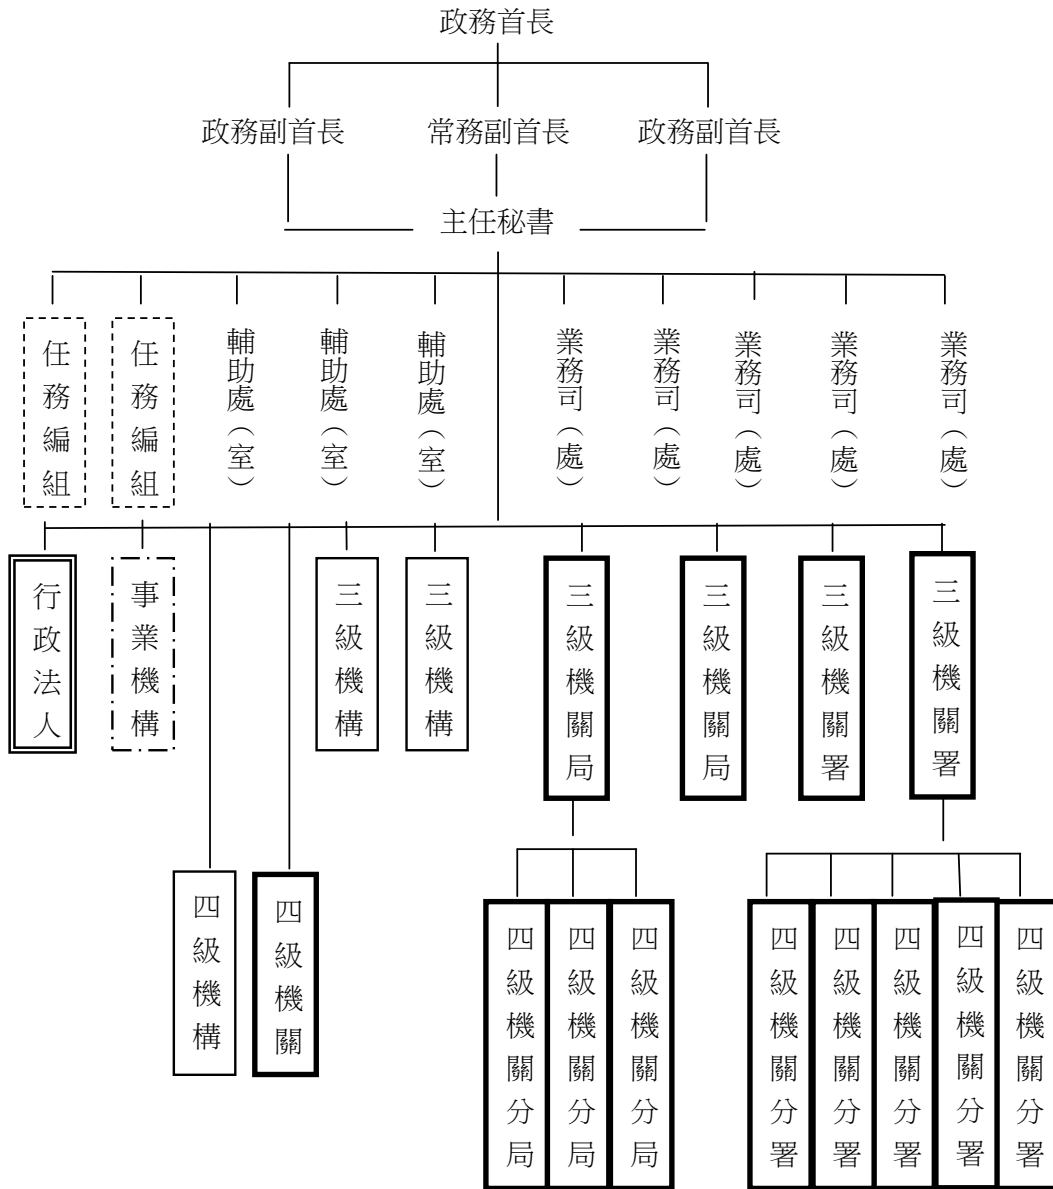 政務首長
政務副首長
常務副首長
政務副首長
主任秘書
任務編組
任務編組
輔助處（室）
輔助處（室）
輔助處（室）
業務司（處）
業務司（處）
業務司（處）
業務司（處）
業務司（處）
行政法人
事業機構
三級機構
三級機構
三級機關局
三級機關局
三級機關署
三級機關署
四級機構
四級機關
四級機關分局
四級機關分局
四級機關分局
四級機關分署
四級機關分署
四級機關分署
四級機關分署
四級機關分署